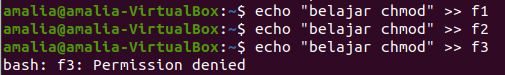 amalia@amalia-VirtualBox:~$ echo "belajar chmod" >> f1
amalia@amalia-VirtualBox:~$ echo "belajar chmod" >> f2
amalia@amalia-VirtualBox:~$ echo "belajar chmod" >> f3
bash: f3: Permission denied